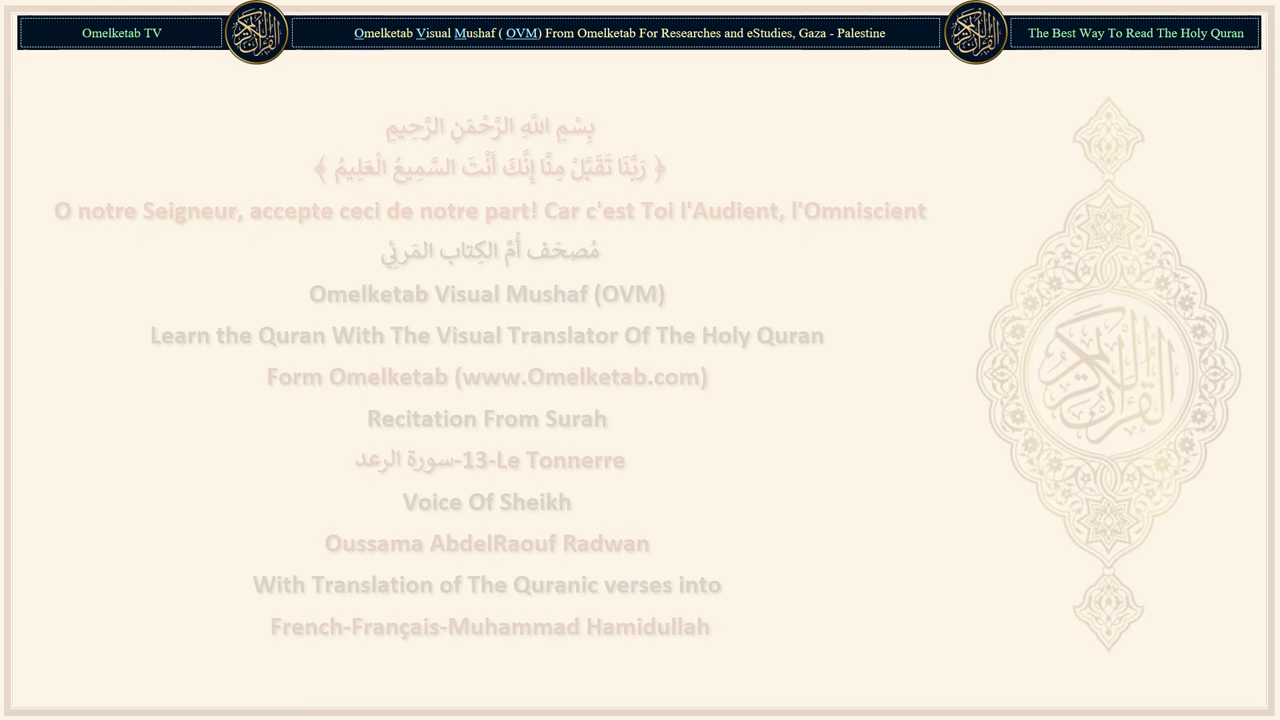 Omelketab TV
Omelketab Visual Mushaf ( OVM) From Omelketab For Researches and eStudies, Gaza - Palestine
The Best Way To Read The Holy Quran
بِسْمِ اللَّهِ الرَّحْمَنِ الرَّحِيمِ
﴿ رَبَّنَا تَقَبَّلْ مِنَّا إِنَّكَ أَنْتَ السَّمِيعُ الْعَلِيمُ ﴾
O notre Seigneur, accepte ceci de notre part! Car c'est Toi l'Audient, l'Omniscient
مُصحَف أُمَّ الكِتاب المَرئِي
Omelketab Visual Mushaf (OVM)
Learn the Quran With The Visual Translator Of The Holy Quran
Form Omelketab (www.Omelketab.com)
Recitation From Surah
سورة الرعد-13-Le Tonnerre
Voice Of Sheikh
Oussama AbdelRaouf Radwan
With Translation of The Quranic verses into
French-Français-Muhammad Hamidullah
القرآن الكريم